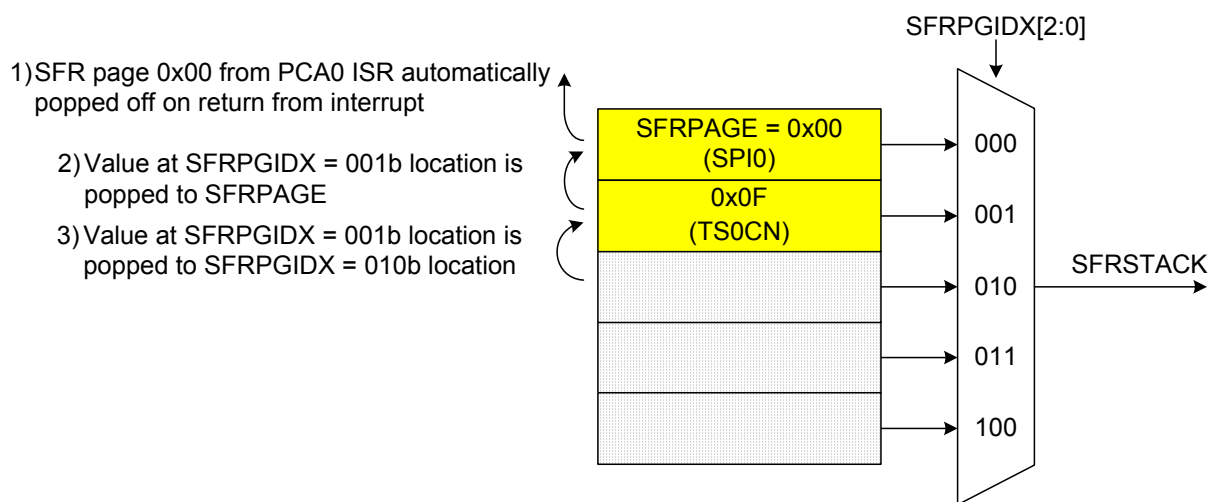 SFRPGIDX[2:0]
1)SFR page 0x00 from PCA0 ISR automatically
popped off on return from interrupt
2) Value at SFRPGIDX = 001b location is
popped to SFRPAGE
3) Value at SFRPGIDX = 001b location is
popped to SFRPGIDX = 010b location
SFRPAGE = 0x00
(SPI0)
0x0F
(TS0CN)
000
001
010
011
100
SFRSTACK